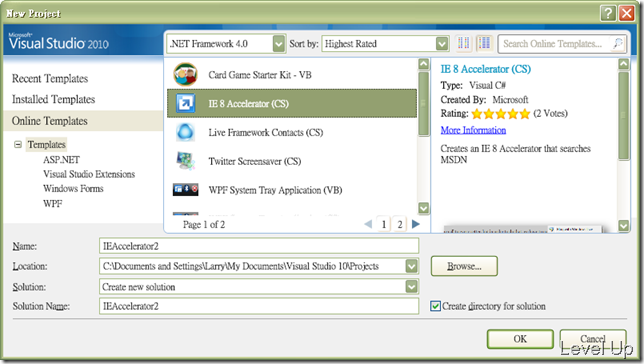 New Project
Microsoft
Visual Studio 2010
.NET Framework 4.0
Sort by:
Highest Rated
Search Online Templates...
Recent Templates
Installed Templates
Online Templates
Templates
ASP.NET
Visual Studio Extensions
Windows Forms
WPF
Card Game Starter Kit - VB
IE 8 Accelerator (CS)
Live Framework Contacts (CS)
Twitter Screensaver (CS)
WPF System Tray Application (VB)
Page 1 of 2
1
2
IE 8 Accelerator (CS)
Type: Visual C#
Created By: Microsoft
Rating: (2 Votes)
More Information
Creates an IE 8 Accelerator that searches
MSDN
Name: IEAccelerator2
Location: C:\Documents and Settings\Larry\My Documents\Visual Studio 10\Projects
Browse...
Solution: Create new solution
Solution Name: IEAccelerator2
Create directory for solution
OK
Cancel
Level Up